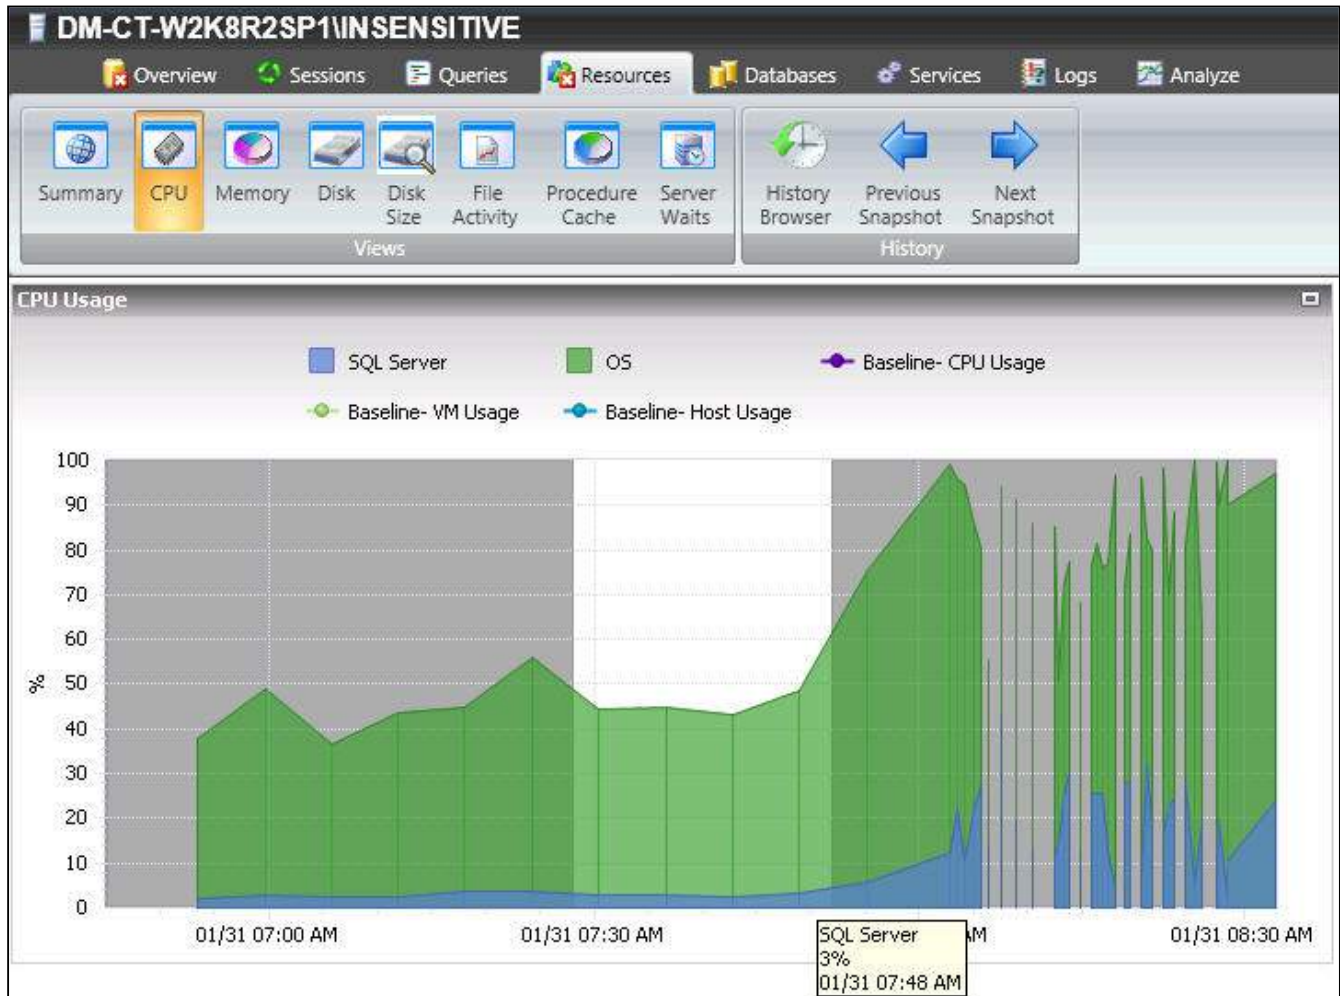 DM-CT-W2K8R2SP1\INSENSITIVE
Overview Sessions Queries Resources Databases Services Logs Analyze
Summary CPU Memory Disk Disk Size File Activity Procedure Cache Server Waits History Browser Previous Snapshot Next Snapshot
Views History
CPU Usage
SQL Server OS Baseline- CPU Usage
Baseline- VM Usage Baseline- Host Usage
100
90
80
70
60
50
40
30
20
10
0
%
01/31 07:00 AM 01/31 07:30 AM AM 01/31 08:30 AM
SQL Server
3%
01/31 07:48 AM